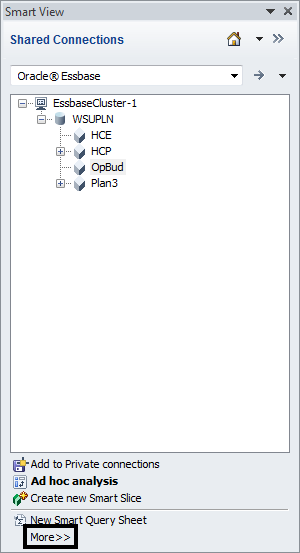 Smart View
Shared Connections
Oracle® Essbase
EssbaseCluster-1
WSUPLN
HCE
HCP
OpBud
Plan3
Add to Private connections
Ad hoc analysis
Create new Smart Slice
New Smart Query Sheet
More>>